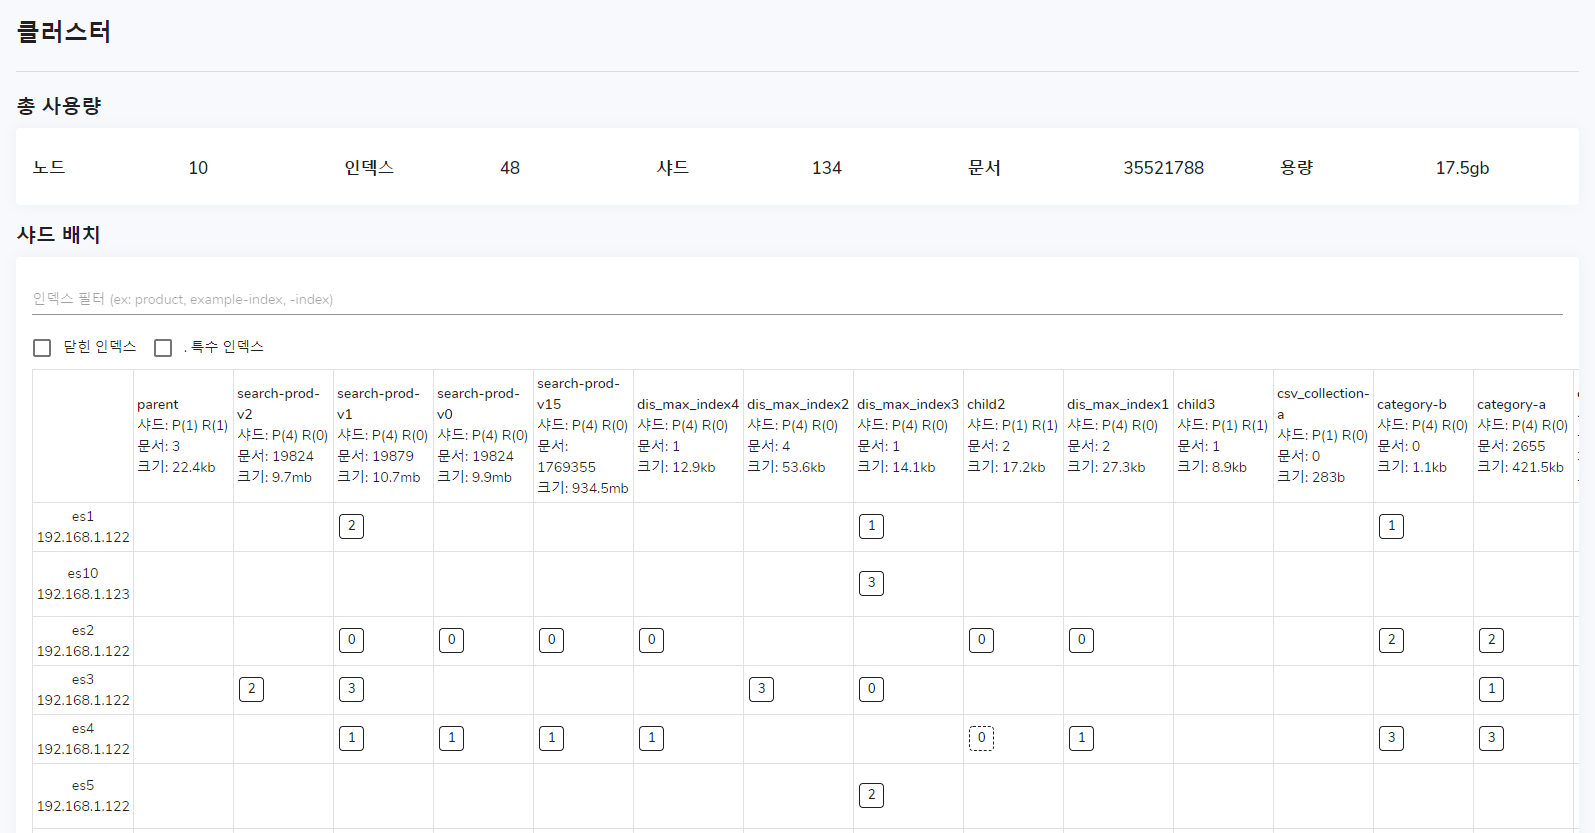 클러스터
총 사용량
노드 10 인덱스 48 샤드 134 문서 35521788 용량 17.5gb
샤드 배치
인덱스 필터 (ex: product, example-index, -index)
닫힌 인덱스 . 특수 인덱스
parent
샤드: P(1) R(1)
문서: 3
크기: 22.4kb
search-prod-
v2
샤드: P(4) R(0)
문서: 19824
크기: 9.7mb
search-prod-
v1
샤드: P(4) R(0)
문서: 19879
크기: 10.7mb
search-prod-
v0
샤드: P(4) R(0)
문서: 19824
크기: 9.9mb
search-prod-
v15
샤드: P(4) R(0)
문서:
1769355
크기: 934.5mb
dis_max_index4
샤드: P(4) R(0)
문서: 1
크기: 12.9kb
dis_max_index2
샤드: P(4) R(0)
문서: 4
크기: 53.6kb
dis_max_index3
샤드: P(4) R(0)
문서: 1
크기: 14.1kb
child2
샤드: P(1) R(1)
문서: 2
크기: 17.2kb
dis_max_index1
샤드: P(4) R(0)
문서: 2
크기: 27.3kb
child3
샤드: P(1) R(1)
문서: 1
크기: 8.9kb
csv_collection-
a
샤드: P(1) R(0)
문서: 0
크기: 283b
category-b
샤드: P(4) R(0)
문서: 0
크기: 1.1kb
category-a
샤드: P(4) R(0)
문서: 2655
크기: 421.5kb
es1
192.168.1.122
2 1 1
es10
192.168.1.123
3
es2
192.168.1.122
0 0 0 0 0 0 2 2
es3
192.168.1.122
2 3 3 0 1
es4
192.168.1.122
1 1 1 1 0 1 3 3
es5
192.168.1.122
2